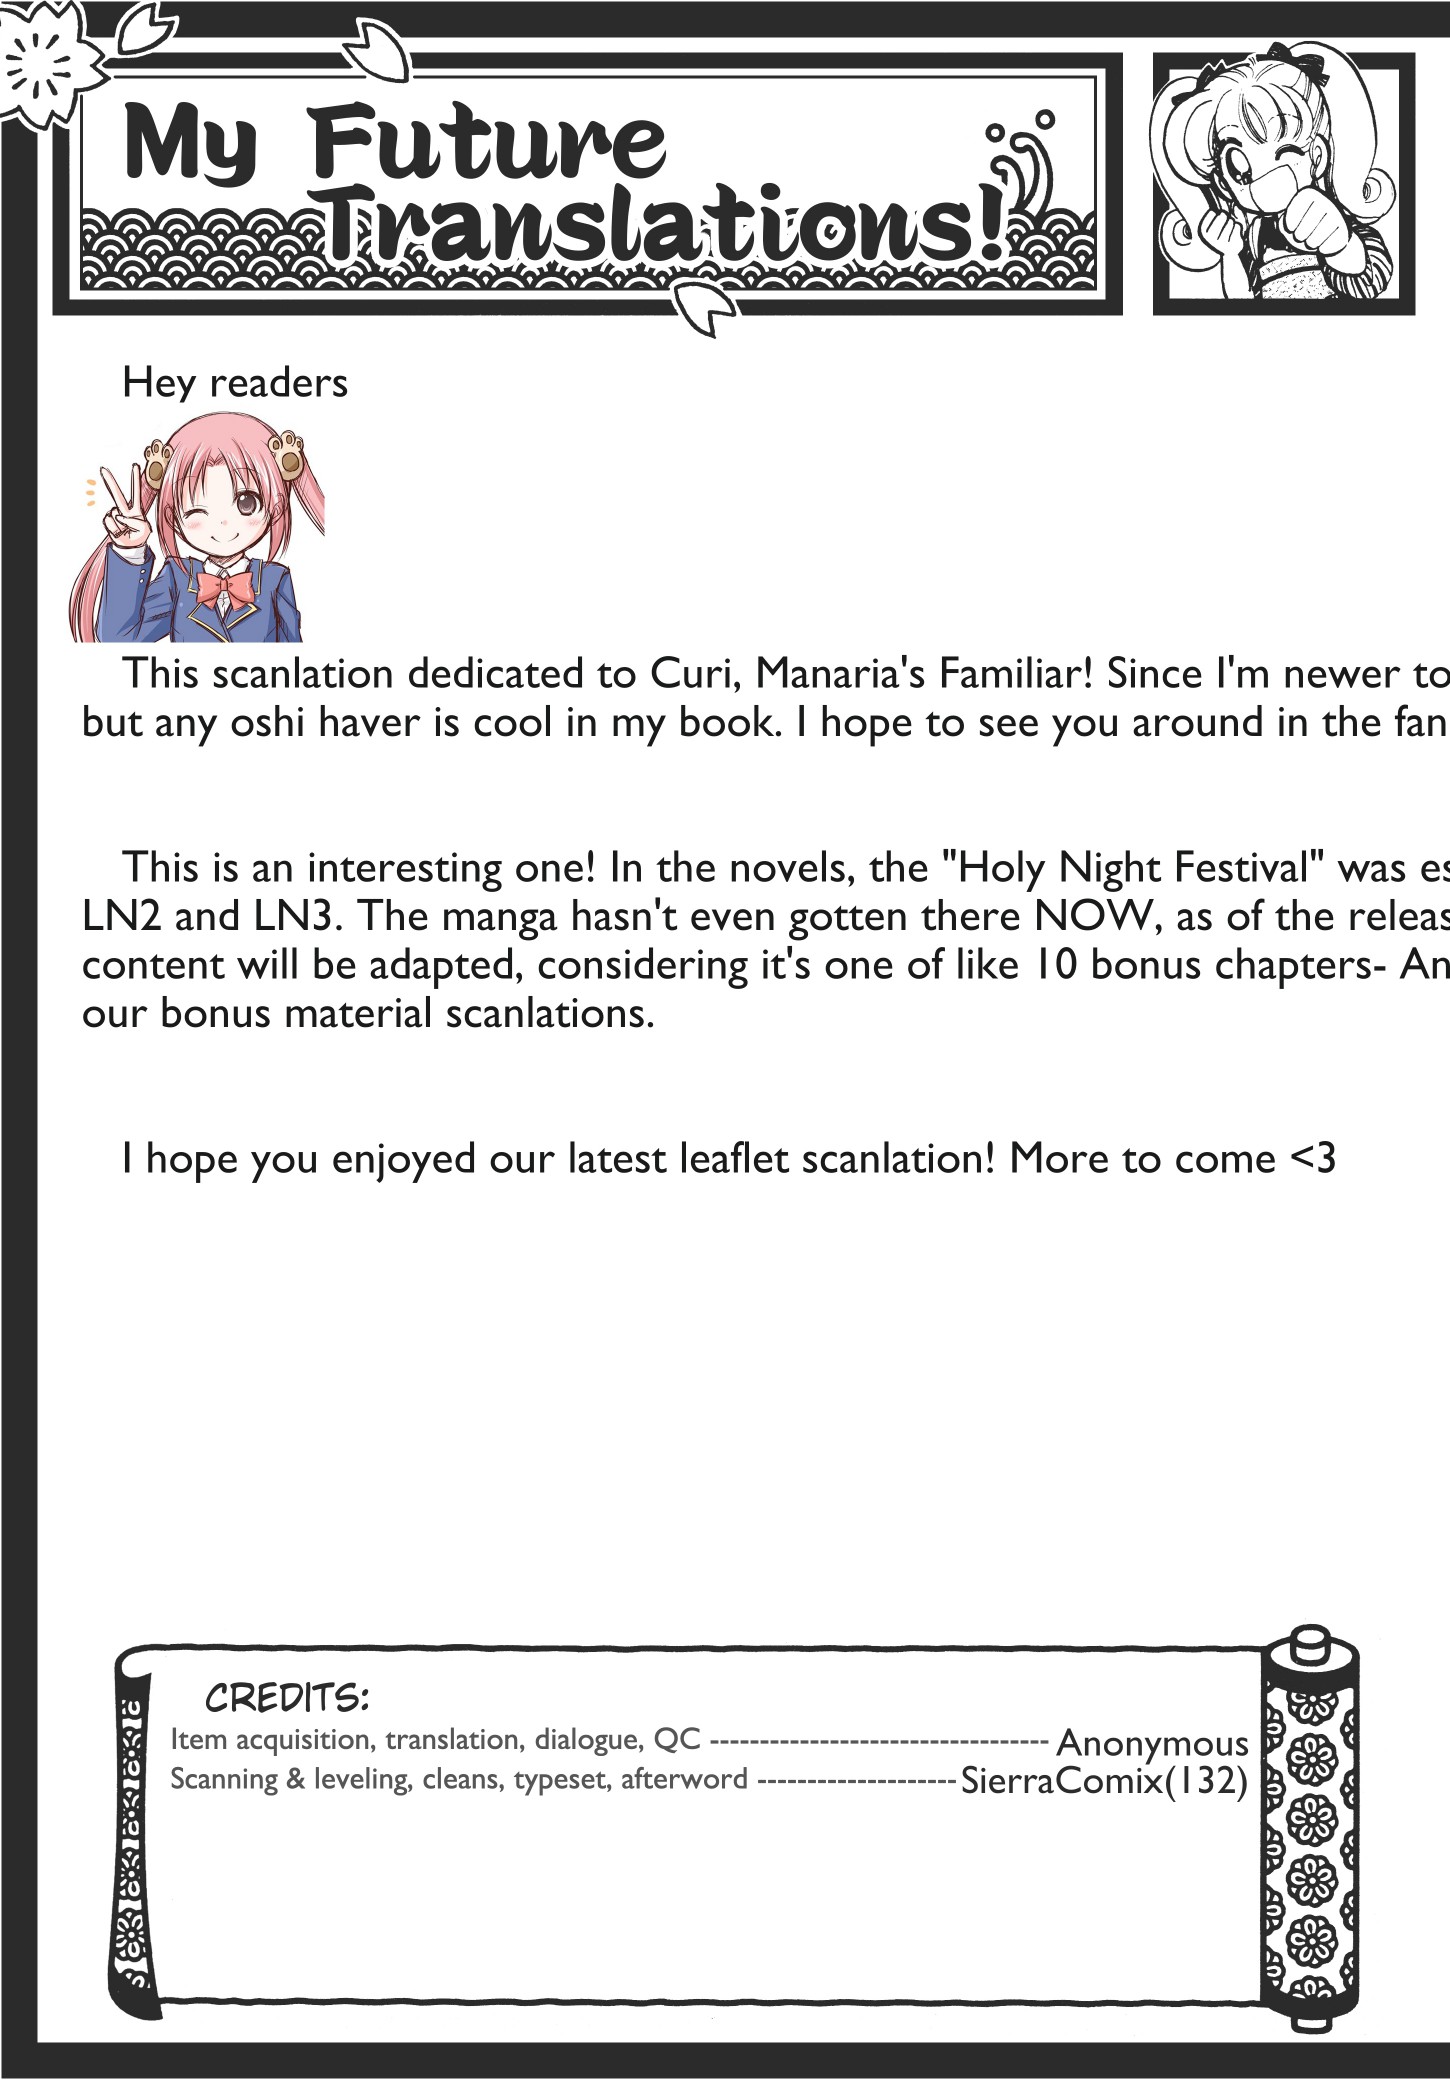 My Future
Translations!
Hey readers
This scanlation dedicated to Curi, Manaria's Familiar! Since I'm newer to
but any oshi haver is cool in my book. I hope to see you around in the fan
This is an interesting one! In the novels, the "Holy Night Festival" was es
LN2 and LN3. The manga hasn't even gotten there NOW, as of the releas
content will be adapted, considering it's one of like 10 bonus chapters- An
our bonus material scanlations.
I hope you enjoyed our latest leaflet scanlation! More to come <3
CREDITS:
Item acquisition, translation, dialogue, QC ---------------------------------- Anonymous
Scanning & leveling, cleans, typeset, afterword --------------------SierraComix(132)